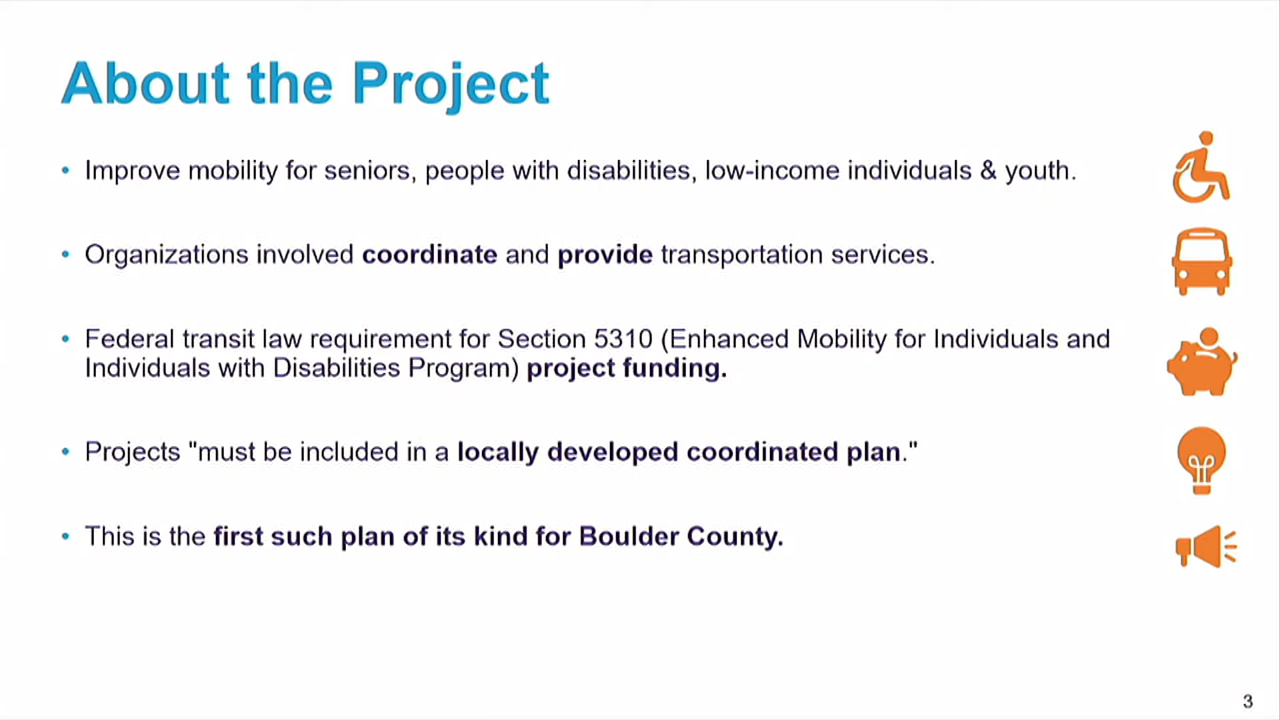 About the Project
• Improve mobility for seniors, people with disabilities, low-income individuals & youth.
• Organizations involved coordinate and provide transportation services.
• Federal transit law requirement for Section 5310 (Enhanced Mobility for Individuals and
Individuals with Disabilities Program) project funding.
• Projects "must be included in a locally developed coordinated plan."
• This is the first such plan of its kind for Boulder County.
3